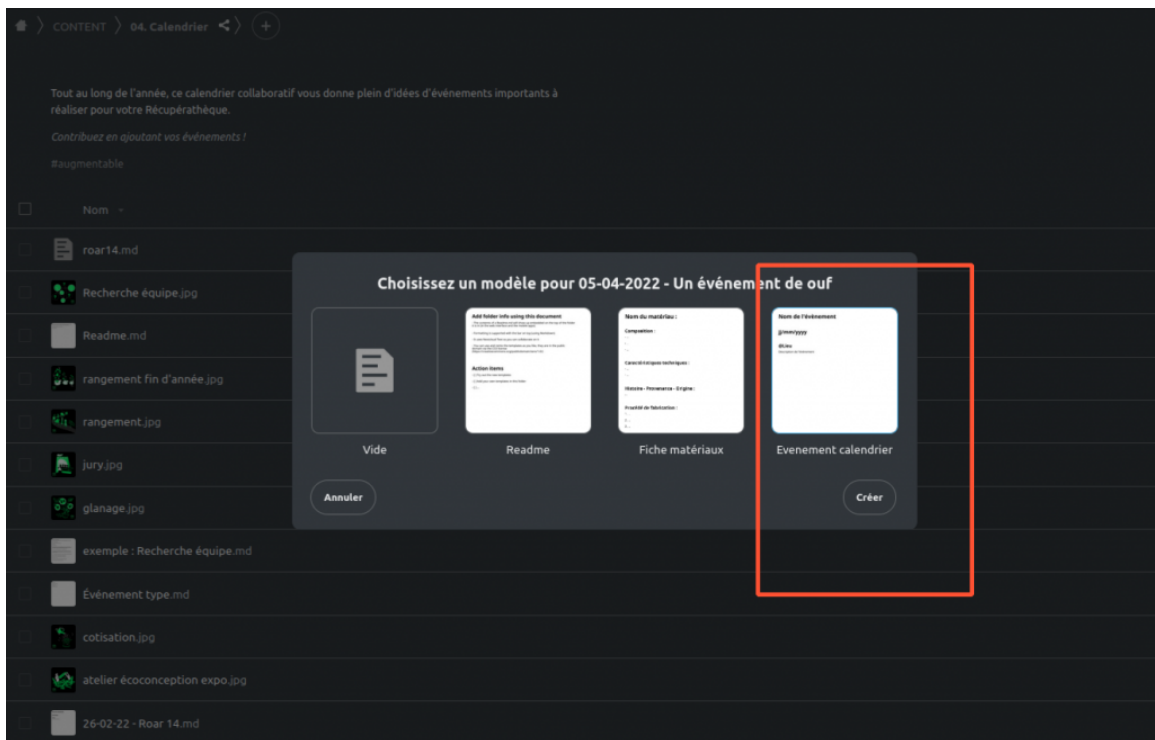 CONTENT 04. Calendrier +
Tout au long de l'année, ce calendrier collaboratif vous donne plein d'idées d'événements importants à
réaliser pour votre Récupérathèque.
Contribuez en ajoutant vos événements !
#augmentable
Nom
roar14.md
Recherche équipe.jpg
Readme.md
rangement fin d'année.jpg
rangement.jpg
jury.jpg
glanage.jpg
exemple : Recherche équipe.md
Événement type.md
cotisation.jpg
atelier écoconception expo.jpg
26-02-22 - Roar 14.md
Choisissez un modèle pour 05-04-2022 - Un événement de ouf
Add folder info using this document
Action items
Nom du matériau :
Composition :
Caractéristiques techniques :
Histoire - Provenance - Origine :
Procédé de fabrication :
Nom de l'événement
jj/mm/yyyy
@Lieu
Vide
Readme
Fiche matériaux
Evenement calendrier
Annuler
Créer